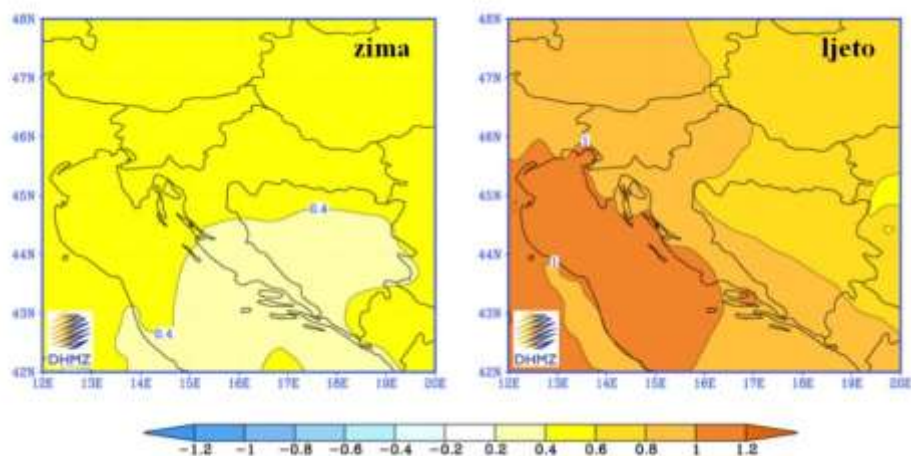 zima
ljeto
48N
47N
46N
45N
44N
43N
42N
12E 13E 14E 15E 16E 17E 18E 19E 20E
0.4
0.4
DHMZ
48N
47N
46N
45N
44N
43N
42N
12E 13E 14E 15E 16E 17E 18E 19E 20E
1
1
DHMZ
-1.2 -1 -0.8 -0.6 -0.4 -0.2 0.2 0.4 0.6 0.8 1 1.2